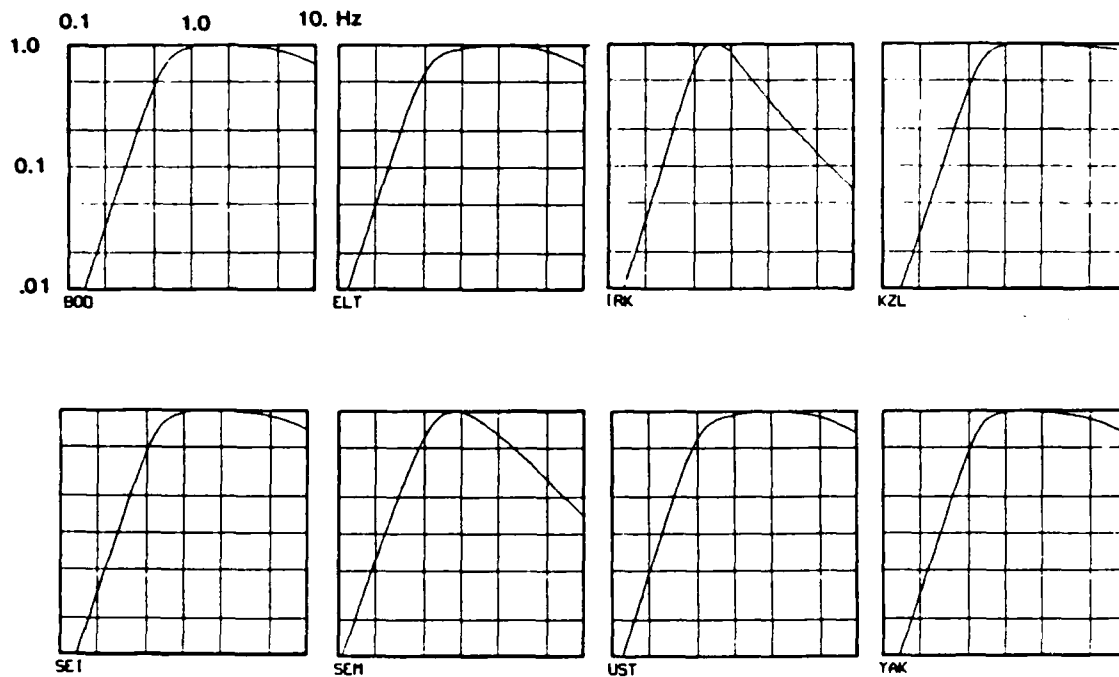 0.1 1.0 10. Hz
1.0
0.1
.01
BOD ELT IRK KZL
SEI SEM UST YAK